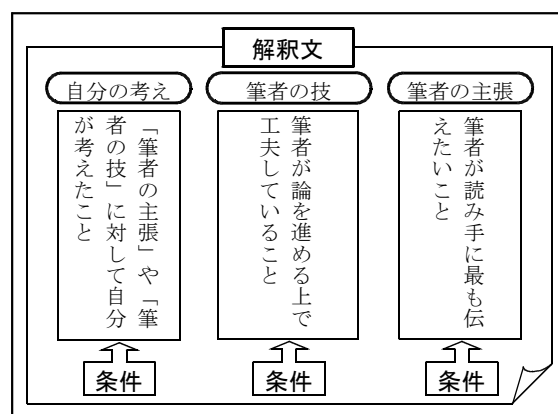 解釈文
筆者の主張
筆者が読み手に最も伝
えたいこと
条件
筆者の技
筆者が論を進める上で
工夫していること
条件
自分の考え
「筆者の主張」や「筆
者の技」に対して自分
が考えたこと
条件